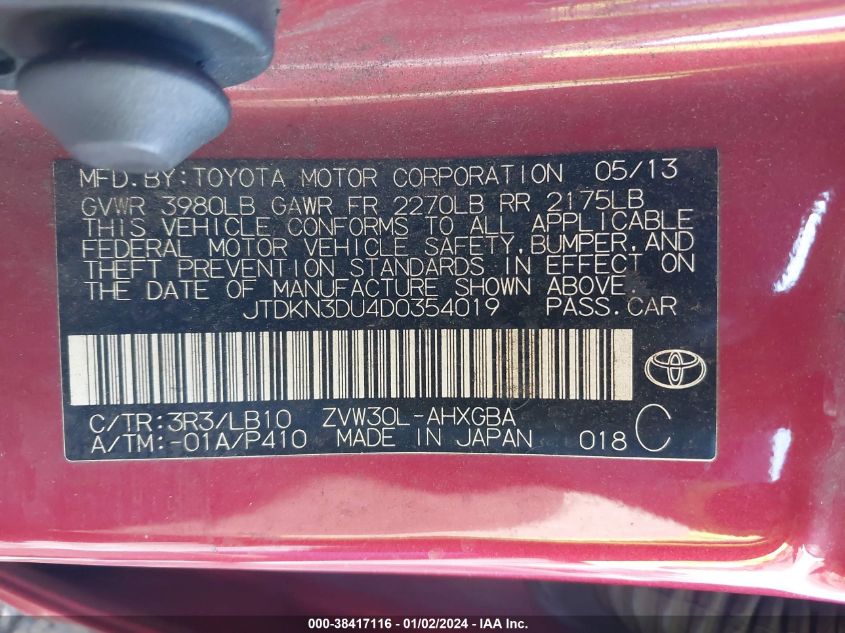 MFD. BY: TOYOTA MOTOR CORPORATION 05/13
GVWR 3980LB GAWR FR 2270LB RR 2175LB
THIS VEHICLE CONFORMS TO ALL APPLICABLE
FEDERAL MOTOR VEHICLE SAFETY, BUMPER, AND
THEFT PREVENTION STANDARDS IN EFFECT ON
THE DATE OF MANUFACTURE SHOWN ABOVE.
JTDKN3DU4D0354019 PASS. CAR
C/TR: 3R3/LB10 ZVW30L-AHXGBA
A/TM: -01A/P410 MADE IN JAPAN 018 C
000-38417116 - 01/02/2024 - IAA Inc.